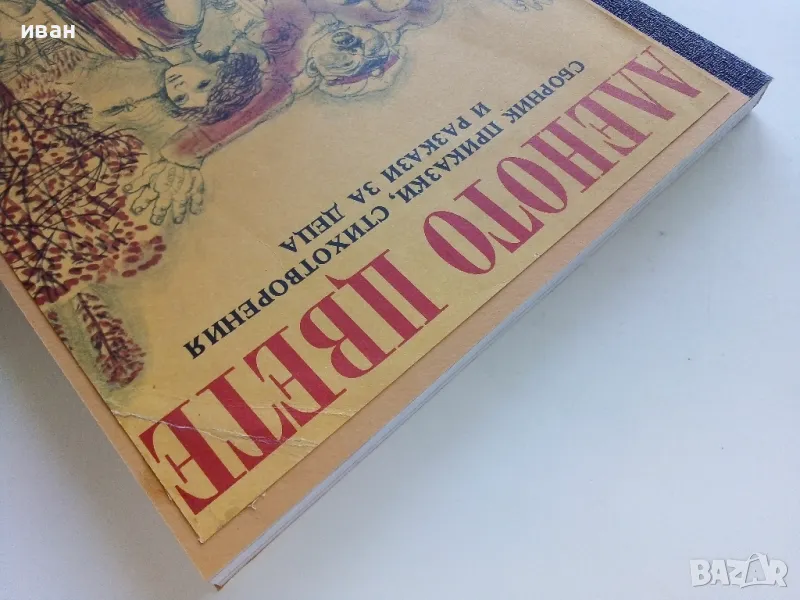 иван
АЛЕНОТО ЦВЕТЕ
СБОРНИК ПРИКАЗКИ, СТИХОТВОРЕНИЯ
И РАЗКАЗИ ЗА ДЕЦА
BAZAR